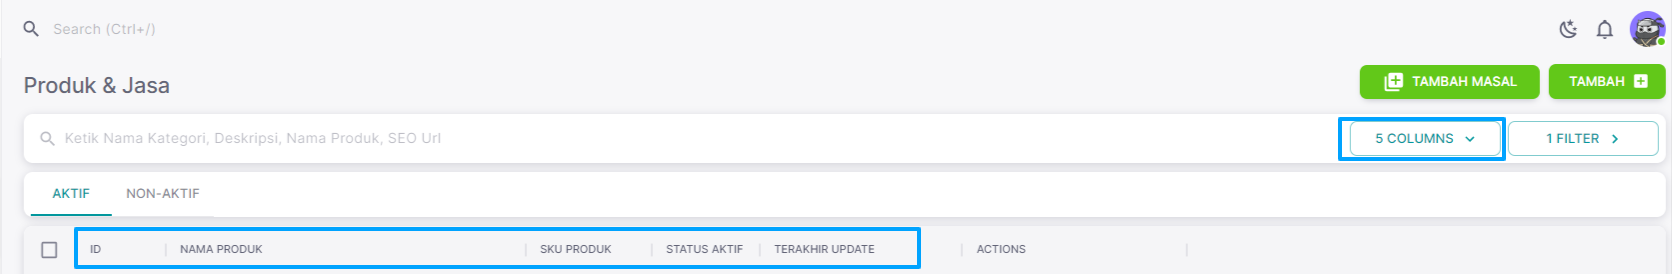 Search (Ctrl+/)
Produk & Jasa
TAMBAH MASAL
TAMBAH
Ketik Nama Kategori, Deskripsi, Nama Produk, SEO Url
5 COLUMNS
1 FILTER
AKTIF NON-AKTIF
ID NAMA PRODUK SKU PRODUK STATUS AKTIF TERAKHIR UPDATE ACTIONS